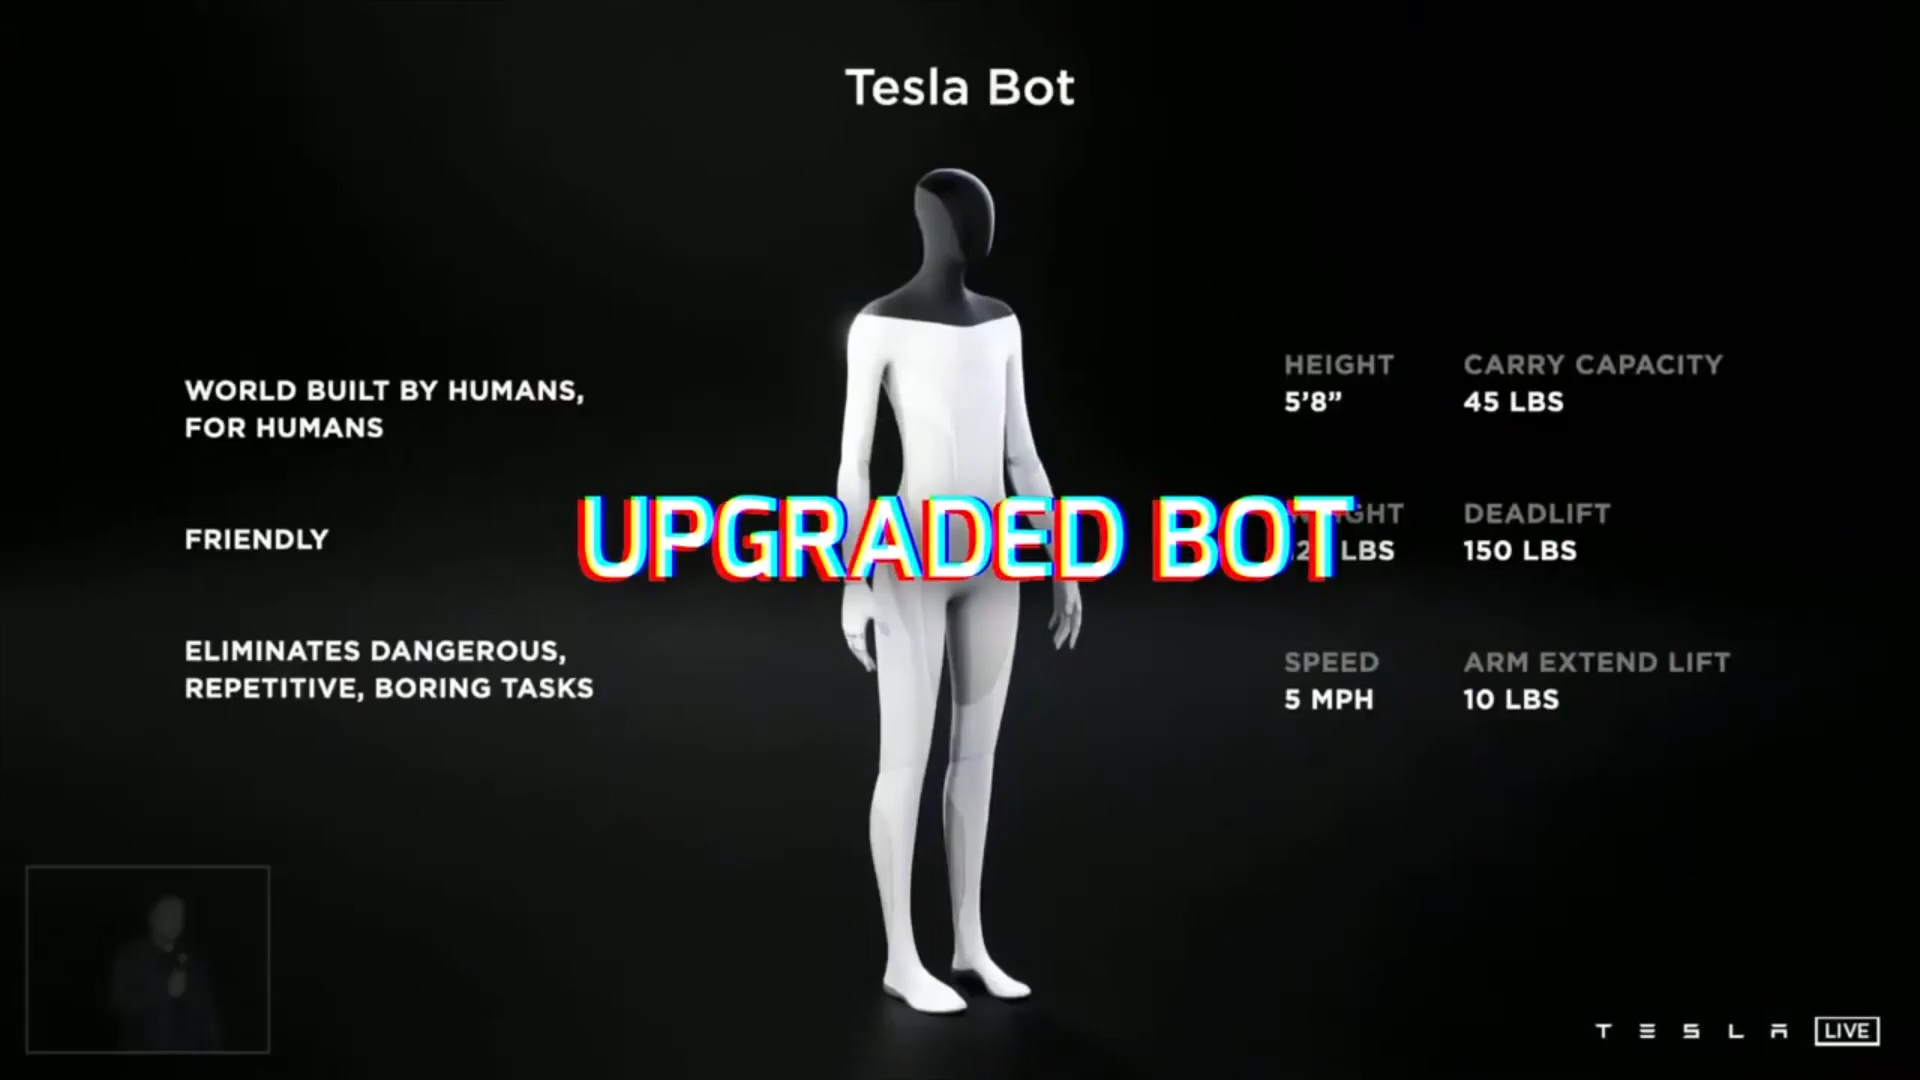 Tesla Bot
WORLD BUILT BY HUMANS,
FOR HUMANS
FRIENDLY
ELIMINATES DANGEROUS,
REPETITIVE, BORING TASKS
UPGRADED BOT
HEIGHT
5’8”
CARRY CAPACITY
45 LBS
LBS
DEADLIFT
150 LBS
SPEED
5 MPH
ARM EXTEND LIFT
10 LBS
TESLA LIVE